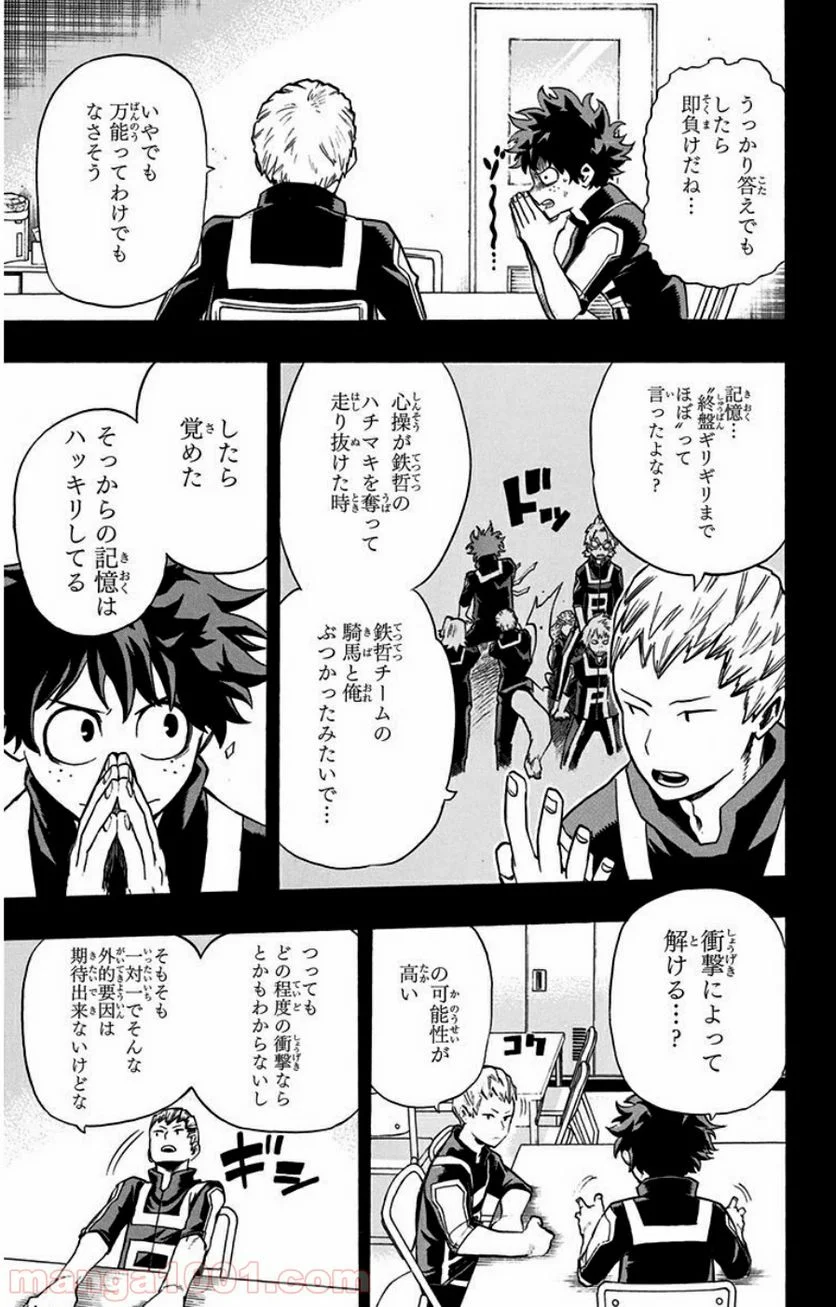 うっかり答えでも
したら
即負けだね…
いやでも
万能ってわけでも
なさそう
記憶…
〝終盤ギリギリまで
ほぼ〟って
言ったよな?
ドッ
心操が鉄哲の
ハチマキを奪って
走り抜けた時
鉄哲チームの
騎馬と俺
ぶつかったみたいで…
したら
覚めた
そっからの記憶は
ハッキリしてる
衝撃によって
解ける…?
の可能性が
高い
コク
つっても
どの程度の衝撃なら
とかもわからないし
そもそも
一対一でそんな
外的要因は
期待出来ないけどな
ギシ
manga1001.com